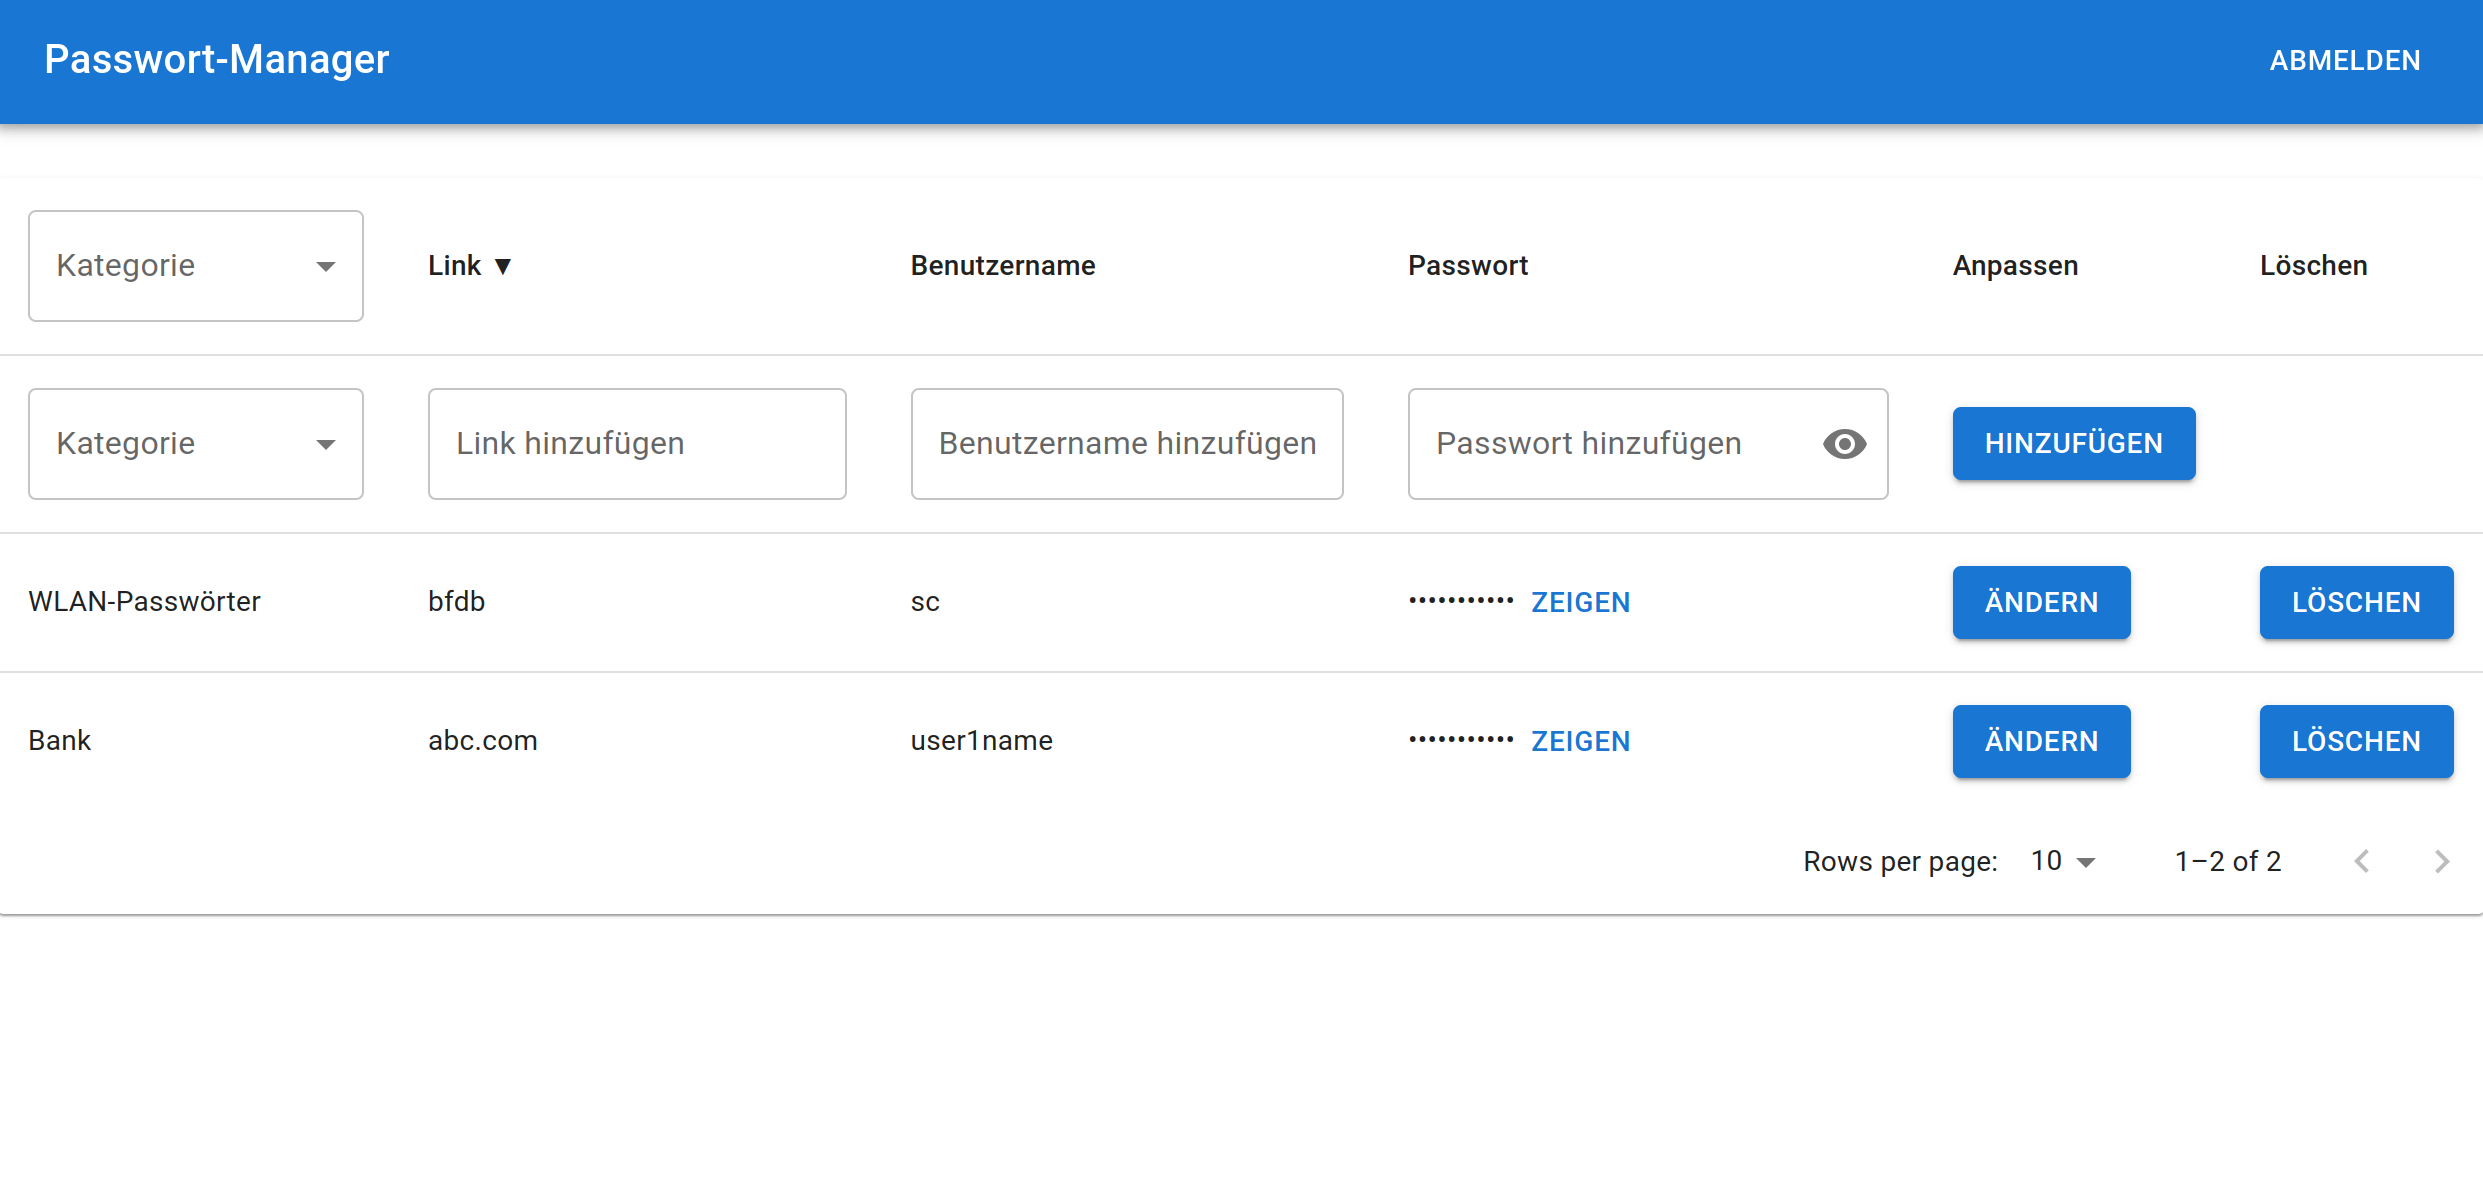 Passwort-Manager ABMELDEN
Kategorie Link ▼ Benutzername Passwort Anpassen Löschen
Kategorie Link hinzufügen Benutzername hinzufügen Passwort hinzufügen HINZUFÜGEN
WLAN-Passwörter bfdb sc ··········· ZEIGEN ÄNDERN LÖSCHEN
Bank abc.com user1name ··········· ZEIGEN ÄNDERN LÖSCHEN
Rows per page: 10 1–2 of 2